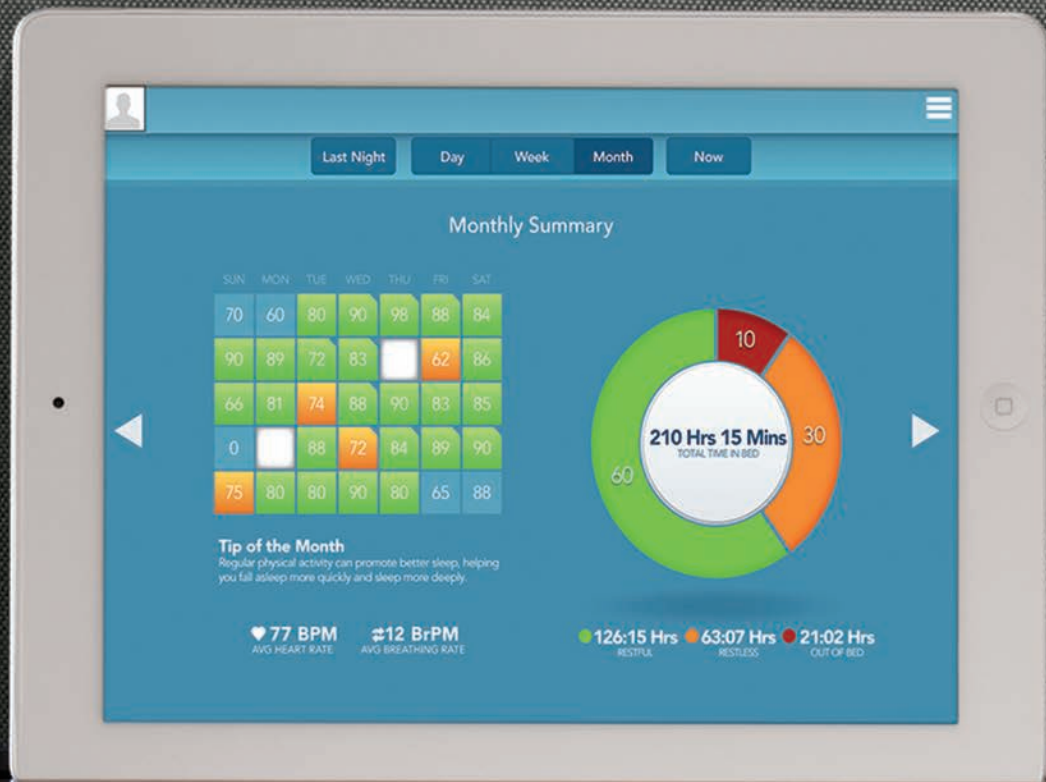 Last Night Day Week Month Now
Monthly Summary
SUN MON TUE WED THU FRI SAT
70 60 80 90 98 88 84
90 89 72 83 62 86
66 81 74 88 90 83 85
0 88 72 84 89 90
75 80 80 90 80 65 88
10
30
60
210 Hrs 15 Mins
TOTAL TIME IN BED
Tip of the Month
Regular physical activity can promote better sleep, helping
you fall asleep more quickly and sleep more deeply.
77 BPM
AVG HEART RATE
12 BrPM
AVG BREATHING RATE
126:15 Hrs
RESTFUL
63:07 Hrs
RESTLESS
21:02 Hrs
OUT OF BED